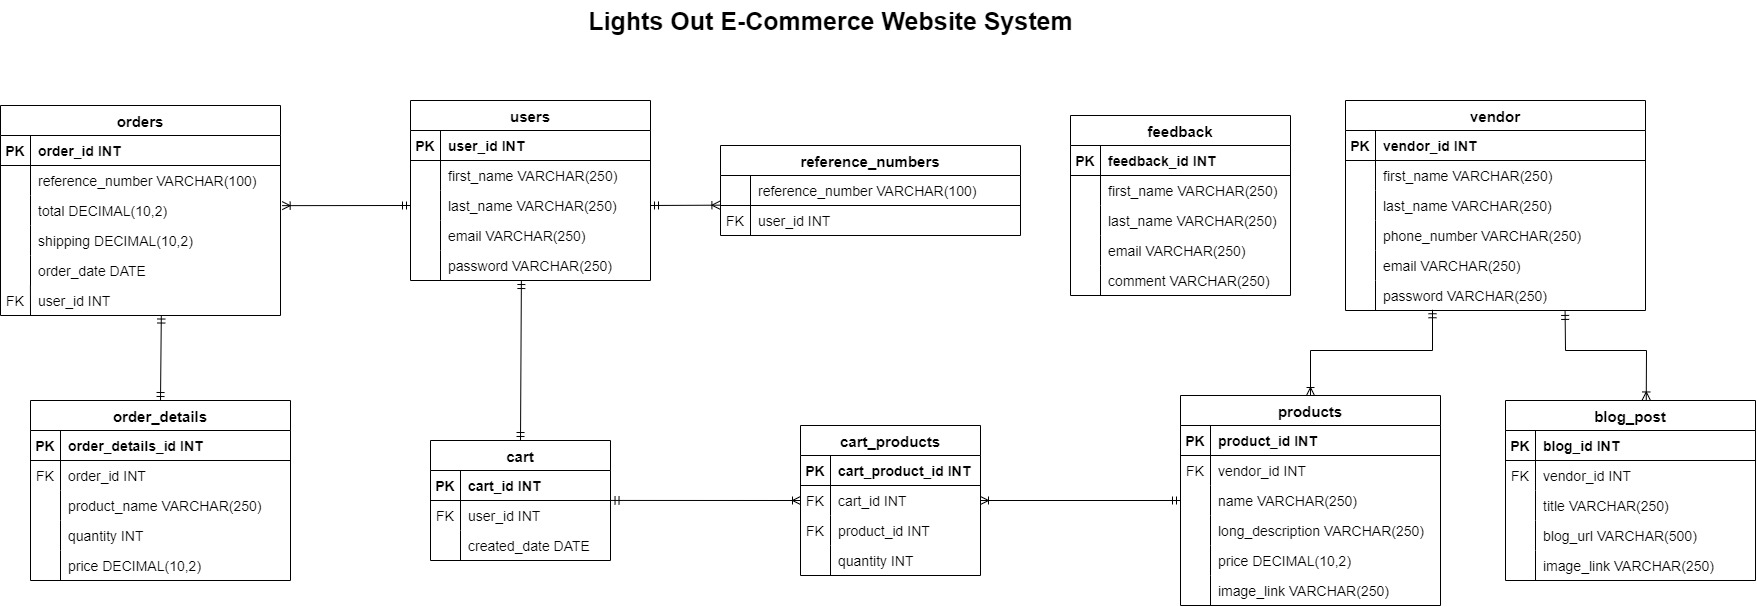 Lights Out E-Commerce Website System
orders
PK order_id INT
reference_number VARCHAR(100)
total DECIMAL(10,2)
shipping DECIMAL(10,2)
order_date DATE
FK user_id INT
users
PK user_id INT
first_name VARCHAR(250)
last_name VARCHAR(250)
email VARCHAR(250)
password VARCHAR(250)
reference_numbers
reference_number VARCHAR(100)
FK user_id INT
feedback
PK feedback_id INT
first_name VARCHAR(250)
last_name VARCHAR(250)
email VARCHAR(250)
comment VARCHAR(250)
vendor
PK vendor_id INT
first_name VARCHAR(250)
last_name VARCHAR(250)
phone_number VARCHAR(250)
email VARCHAR(250)
password VARCHAR(250)
order_details
PK order_details_id INT
FK order_id INT
product_name VARCHAR(250)
quantity INT
price DECIMAL(10,2)
cart
PK cart_id INT
FK user_id INT
created_date DATE
cart_products
PK cart_product_id INT
FK cart_id INT
FK product_id INT
quantity INT
products
PK product_id INT
FK vendor_id INT
name VARCHAR(250)
long_description VARCHAR(250)
price DECIMAL(10,2)
image_link VARCHAR(250)
blog_post
PK blog_id INT
FK vendor_id INT
title VARCHAR(250)
blog_url VARCHAR(500)
image_link VARCHAR(250)